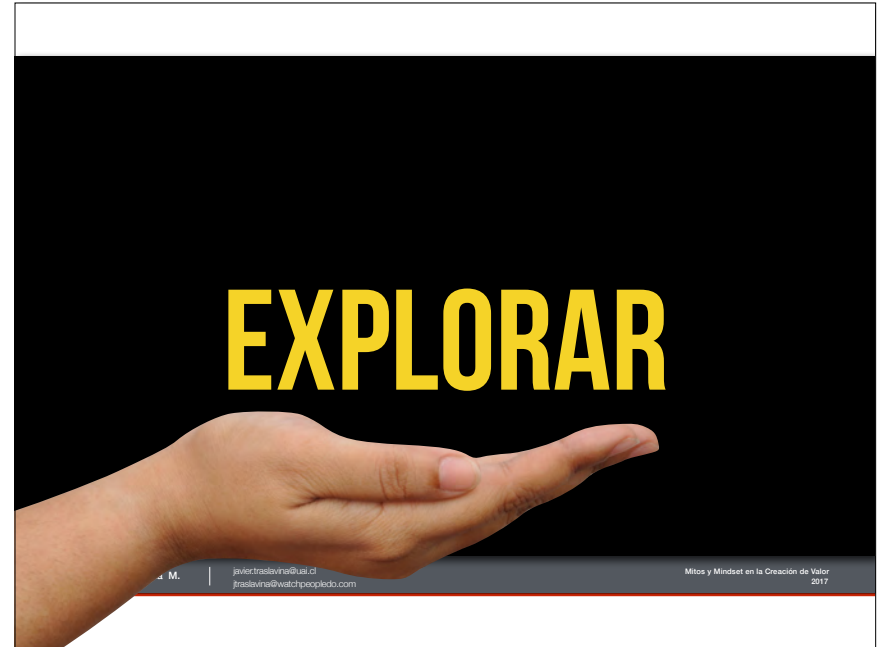 EXPLORAR
a M.
javier.traslavina@uai.cl
jtraslavina@watchpeopledo.com
Mitos y Mindset en la Creación de Valor
2017